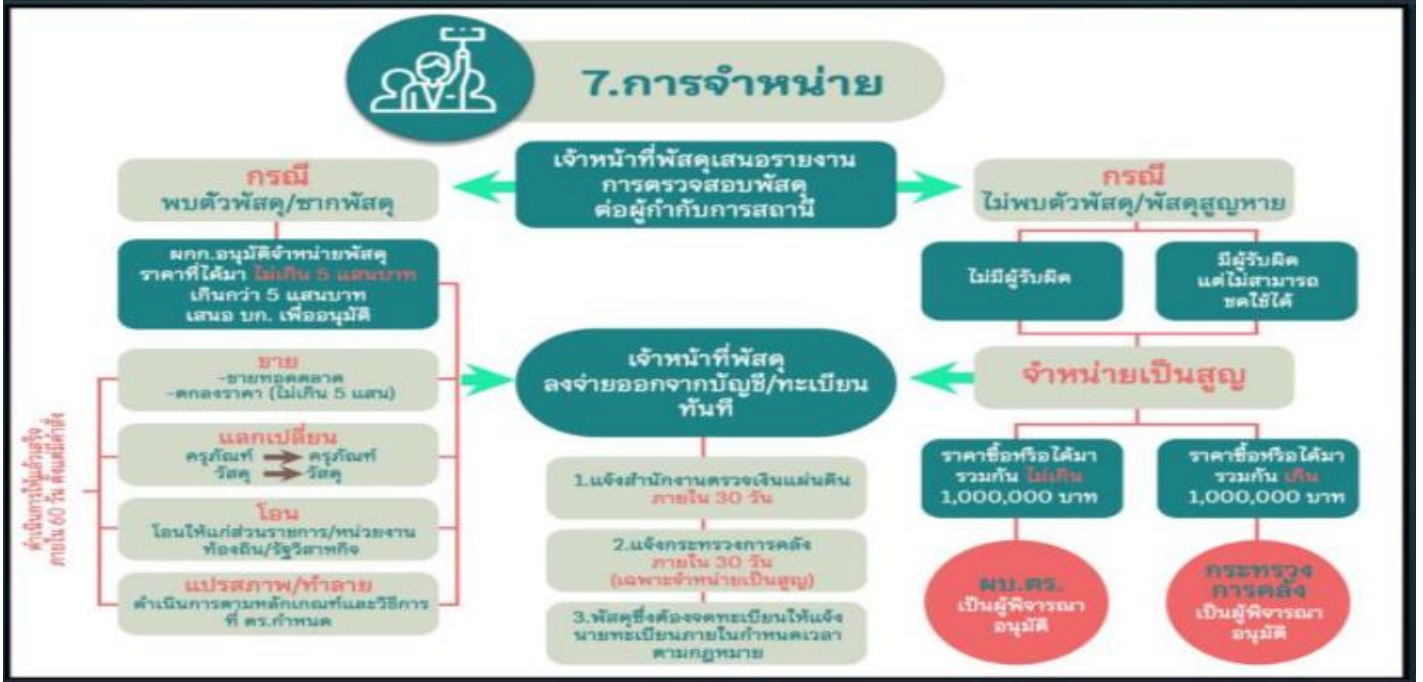 7.การจำหน่าย
เจ้าหน้าที่พัสดุเสนอรายงาน
การตรวจสอบพัสดุ
ต่อผู้กำกับการสถานี
กรณี
พบตัวพัสดุ/ซากพัสดุ
ผกก.อนุมัติจำหน่ายพัสดุ
ราคาที่ได้มา ไม่เกิน 5 แสนบาท
เกินกว่า 5 แสนบาท
เสนอ บก. เพื่ออนุมัติ
ดำเนินการให้แล้วเสร็จ
ภายใน 60 วัน ตั้งแต่มีคำสั่ง
ขาย
-ขายทอดตลาด
-ตกลงราคา (ไม่เกิน 5 แสน)
แลกเปลี่ยน
ครุภัณฑ์ ครุภัณฑ์
วัสดุ วัสดุ
โอน
โอนให้แก่ส่วนราชการ/หน่วยงาน
ท้องถิ่น/รัฐวิสาหกิจ
แปรสภาพ/ทำลาย
ดำเนินการตามหลักเกณฑ์และวิธีการ
ที่ ตร.กำหนด
เจ้าหน้าที่พัสดุ
ลงจ่ายออกจากบัญชี/ทะเบียน
ทันที
1.แจ้งสำนักงานตรวจเงินแผ่นดิน
ภายใน 30 วัน
2.แจ้งกระทรวงการคลัง
ภายใน 30 วัน
(เฉพาะจำหน่ายเป็นสูญ)
3.พัสดุซึ่งต้องจดทะเบียนให้แจ้ง
นายทะเบียนภายในกำหนดเวลา
ตามกฎหมาย
กรณี
ไม่พบตัวพัสดุ/พัสดุสูญหาย
ไม่มีผู้รับผิด
มีผู้รับผิด
แต่ไม่สามารถ
ชดใช้ได้
จำหน่ายเป็นสูญ
ราคาซื้อหรือได้มา
รวมกัน ไม่เกิน
1,000,000 บาท
ราคาซื้อหรือได้มา
รวมกัน เกิน
1,000,000 บาท
ผบ.ตร.
เป็นผู้พิจารณา
อนุมัติ
กระทรวง
การคลัง
เป็นผู้พิจารณา
อนุมัติ